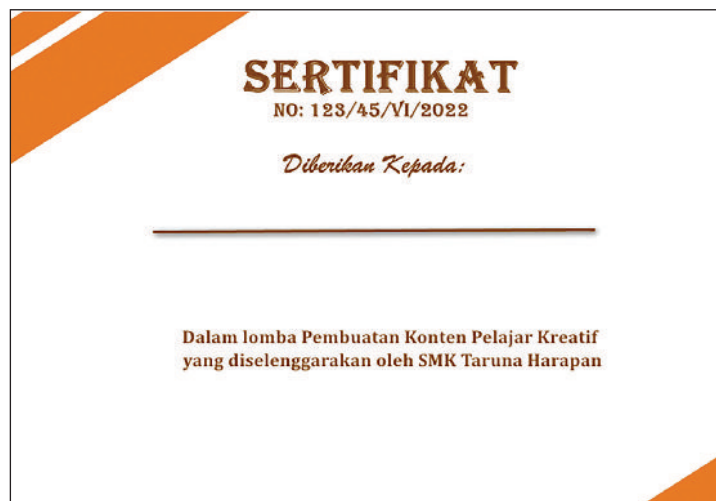 SERTIFIKAT
NO: 123/45/VI/2022
Diberikan Kepada:
Dalam lomba Pembuatan Konten Pelajar Kreatif
yang diselenggarakan oleh SMK Taruna Harapan